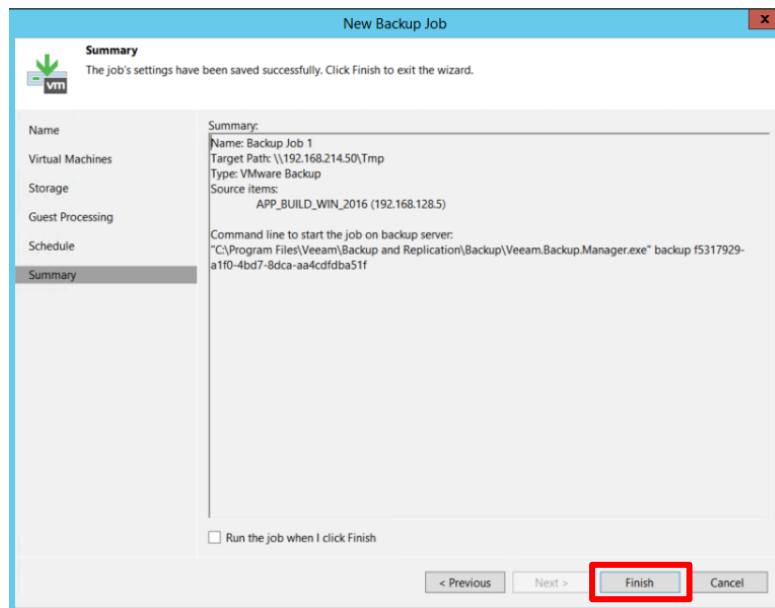 New Backup Job
x
Summary
The job's settings have been saved successfully. Click Finish to exit the wizard.
vm
Name
Virtual Machines
Storage
Guest Processing
Schedule
Summary
Summary:
Name: Backup Job 1
Target Path: \\192.168.214.50\Tmp
Type: VMware Backup
Source items:
APP_BUILD_WIN_2016 (192.168.128.5)
Command line to start the job on backup server:
"C:\Program Files\Veeam\Backup and Replication\Backup\Veeam.Backup.Manager.exe" backup f5317929-
a1f0-4bd7-8dca-aa4cdfdba51f
Run the job when I click Finish
< Previous
Next >
Finish
Cancel